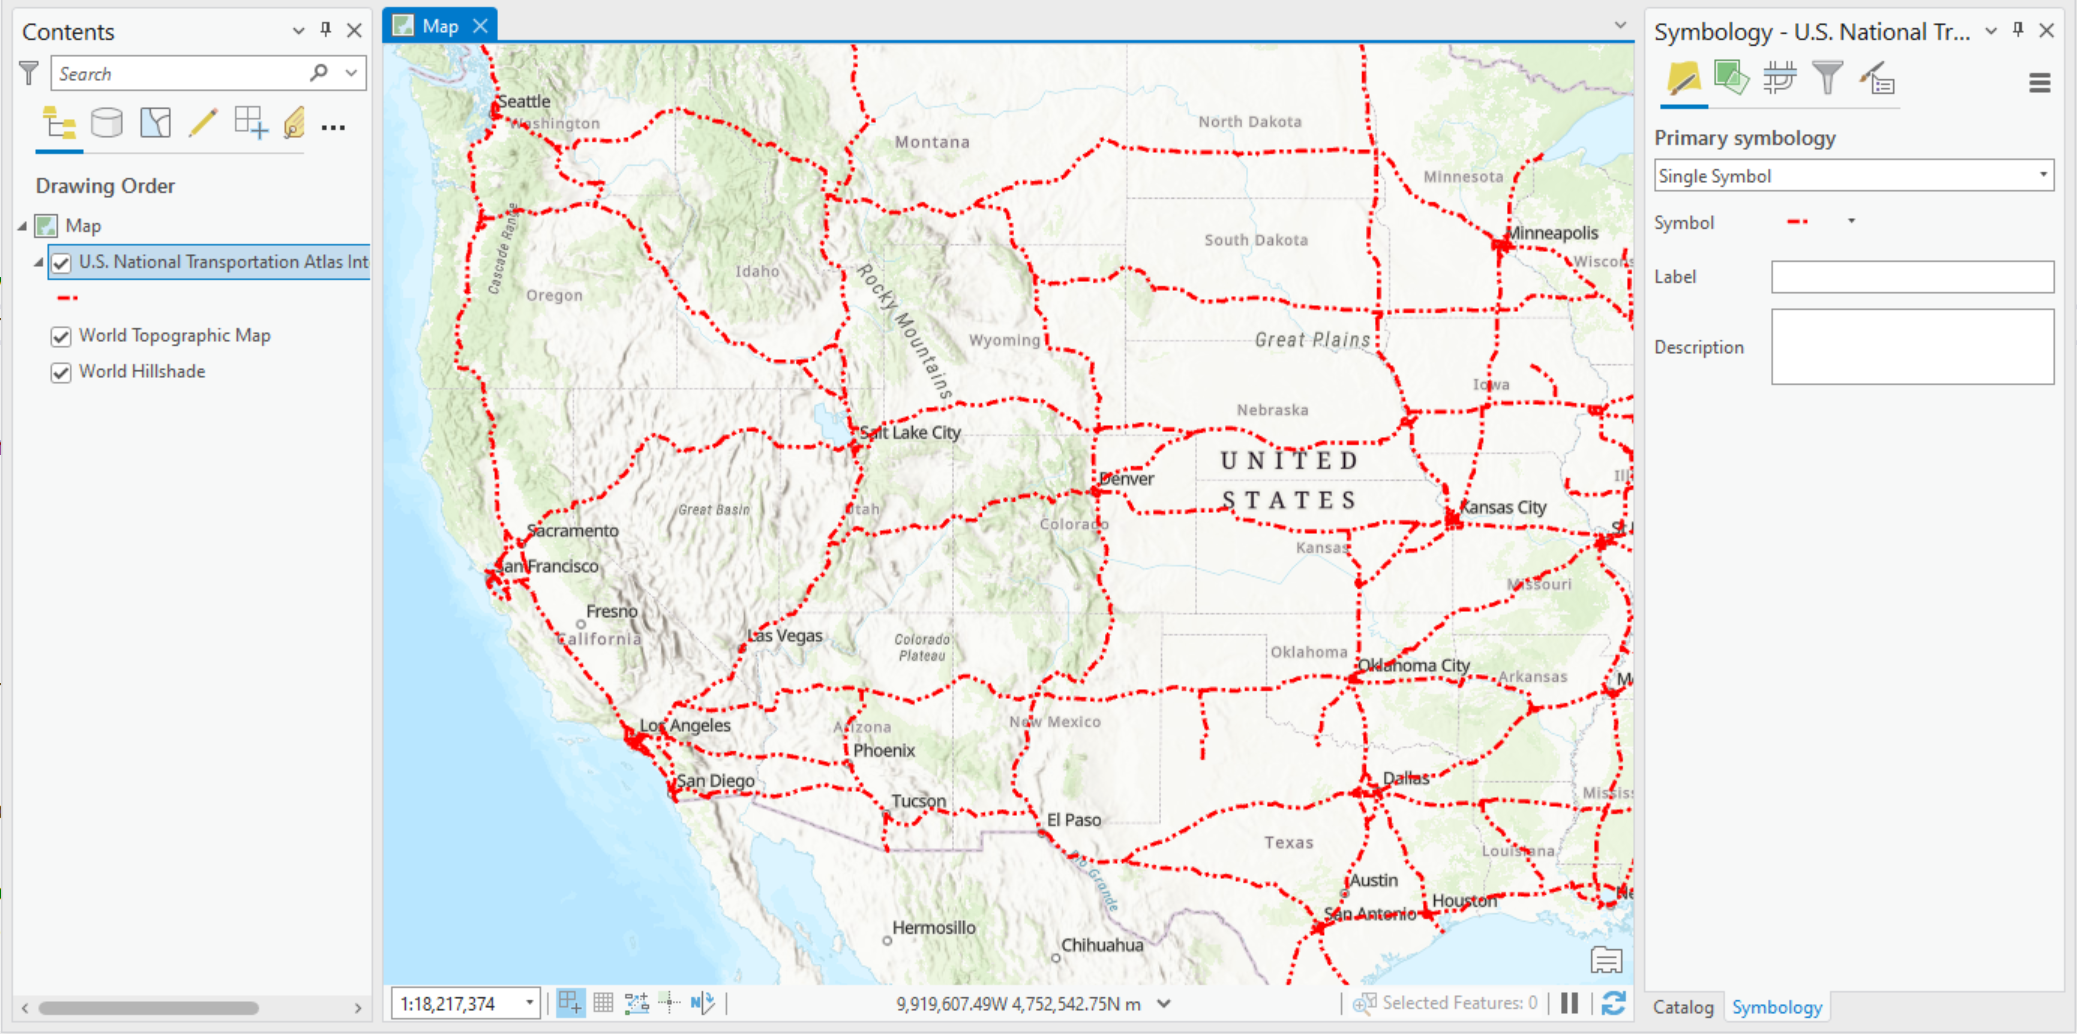 Contents
Search
Drawing Order
Map
U.S. National Transportation Atlas Int
World Topographic Map
World Hillshade
Map
Seattle
Washington
Montana
North Dakota
Minnesota
Minneapolis
Wiscons
South Dakota
Cascade Range
Idaho
Oregon
Rocky Mountains
Wyoming
Great Plains
Iowa
Nebraska
Salt Lake City
UNITED
STATES
Denver
Ill
Great Basin
Utah
Kansas City
Colorado
Sacramento
Kansas
San Francisco
Missouri
Fresno
California
Las Vegas
Colorado
Plateau
Oklahoma
Oklahoma City
Arkansas
M
Los Angeles
Arizona
New Mexico
Phoenix
San Diego
Dallas
Tucson
Mississ
El Paso
Texas
Louisiana
Rio Grande
Austin
Houston
San Antonio
Ne
Hermosillo
Chihuahua
1:18,217,374
N
9,919,607.49W 4,752,542.75N m
Selected Features: 0
Symbology - U.S. National Tr...
Primary symbology
Single Symbol
Symbol
Label
Description
Catalog
Symbology